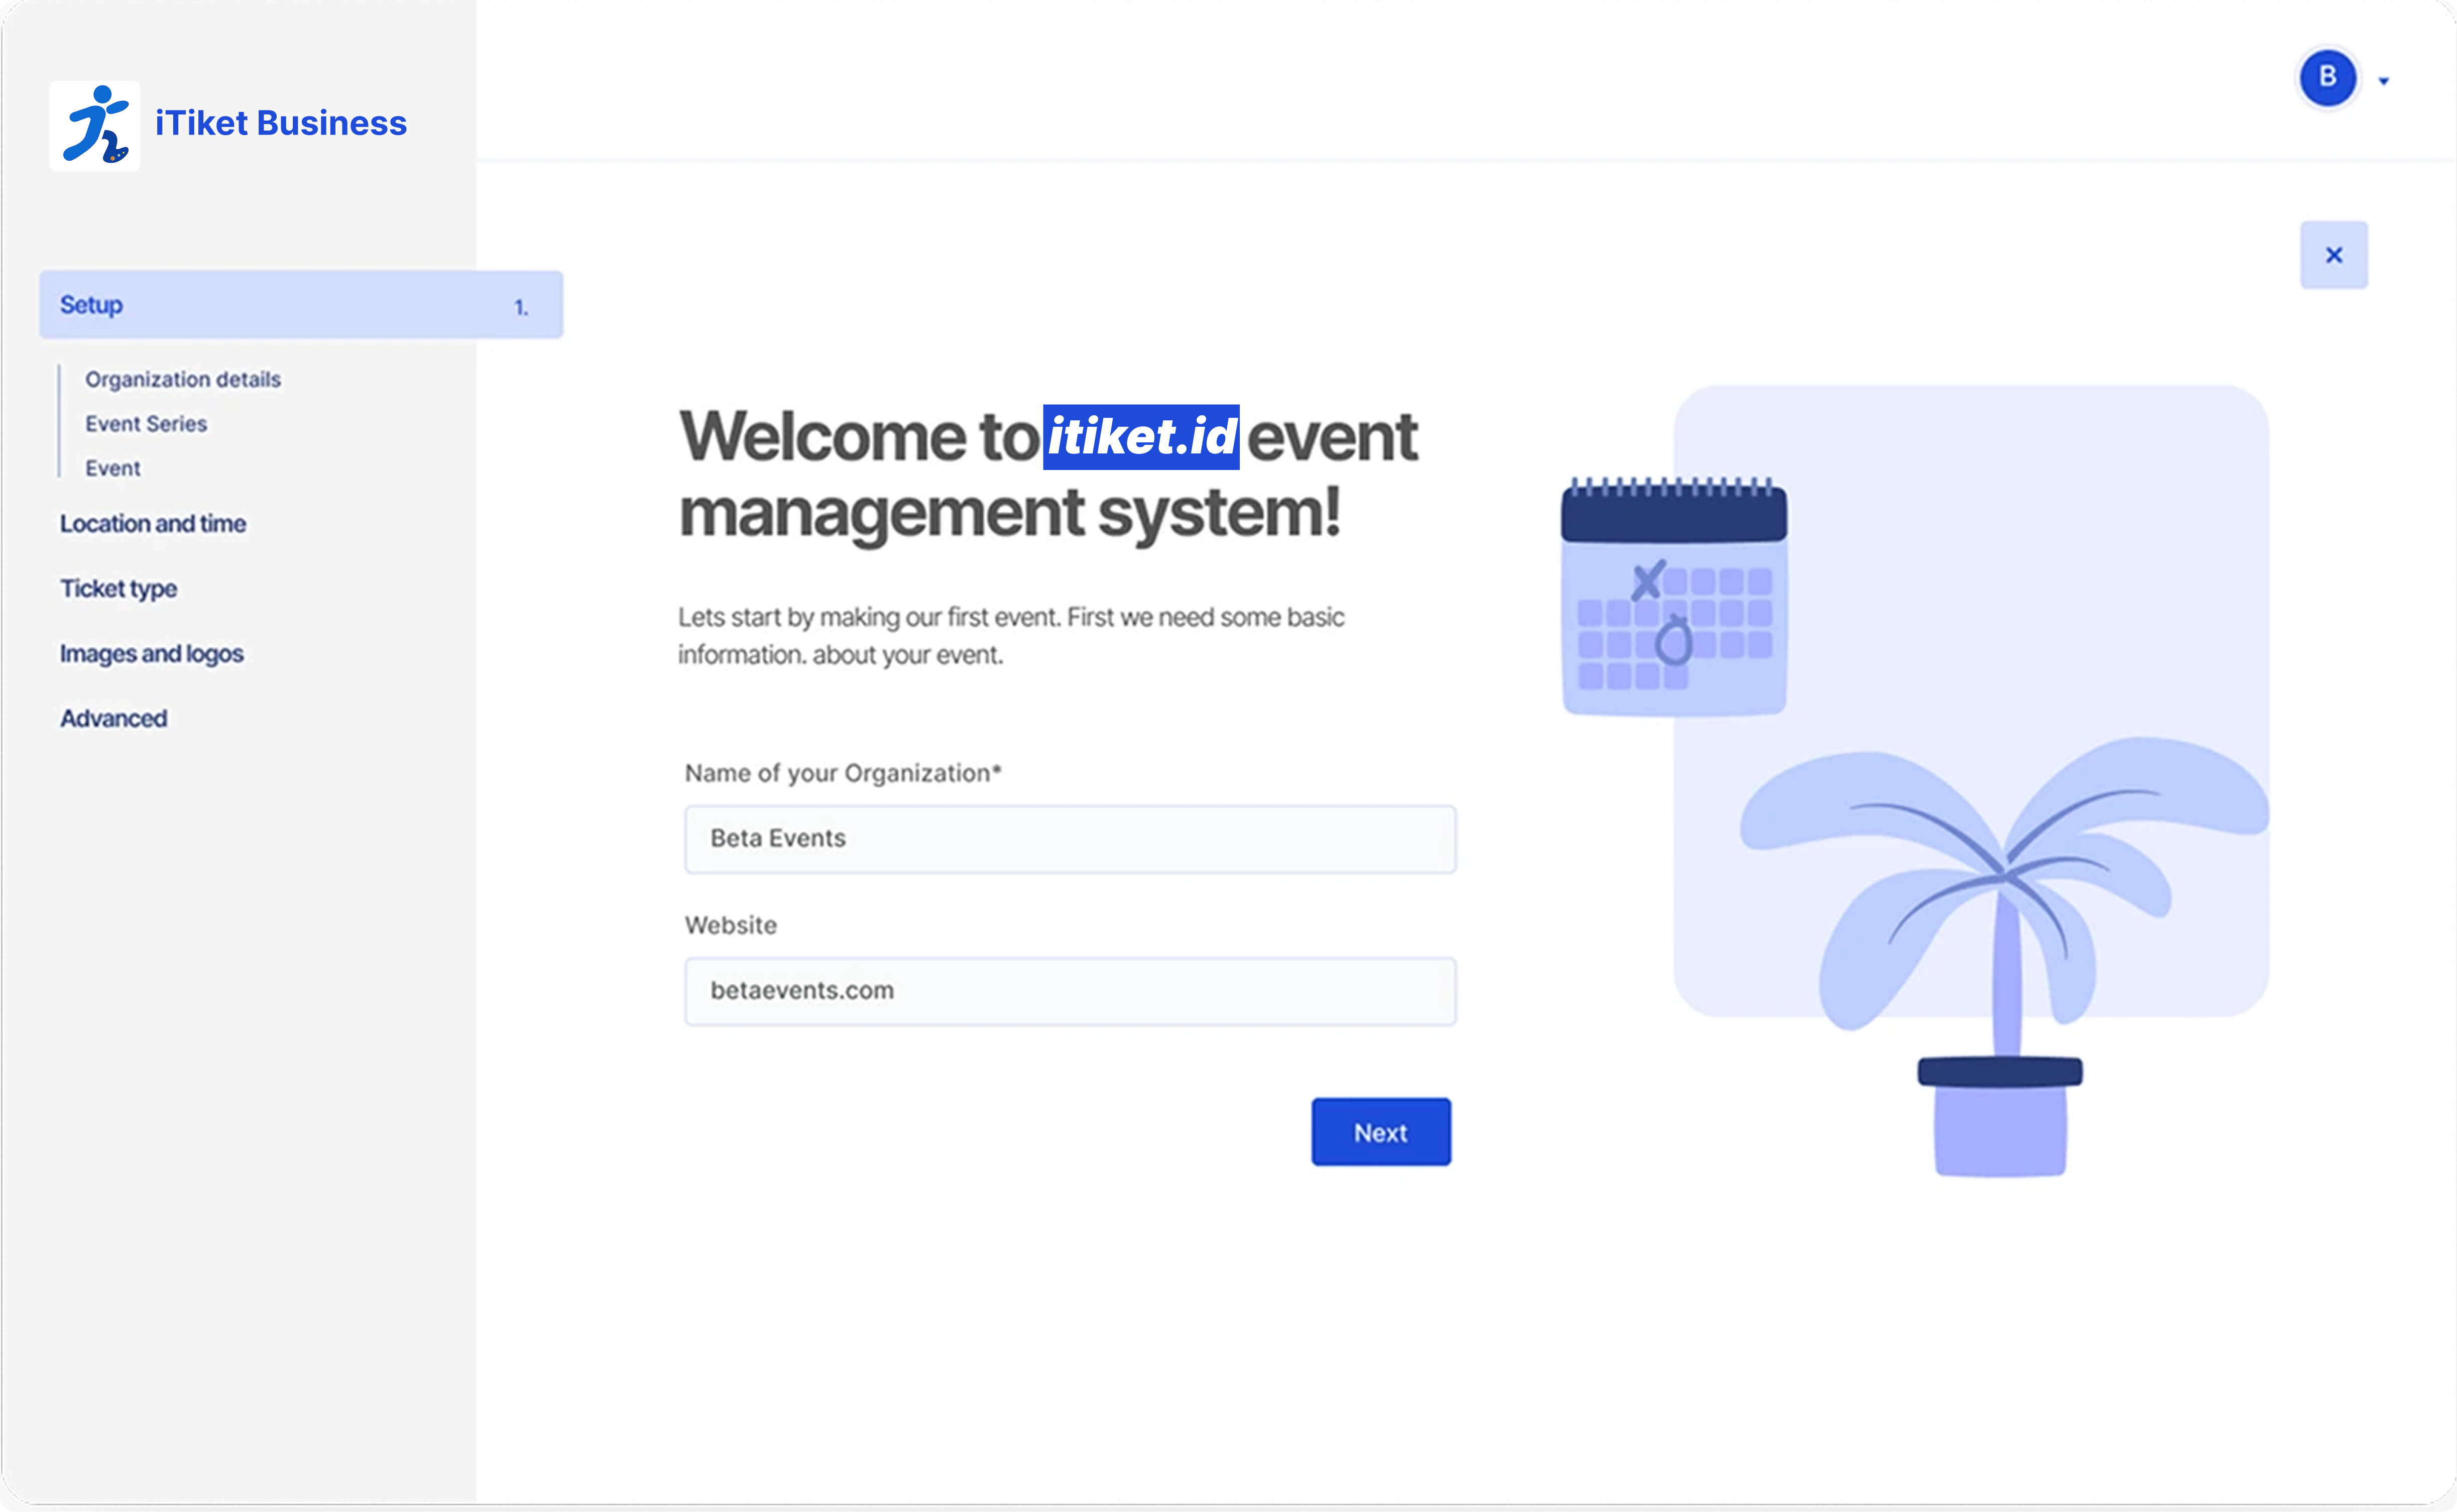 iTiket Business
B
Setup 1.
Organization details
Event Series
Event
Location and time
Ticket type
Images and logos
Advanced
Welcome to itiket.id event
management system!
Lets start by making our first event. First we need some basic
information. about your event.
Name of your Organization*
Beta Events
Website
betaevents.com
Next